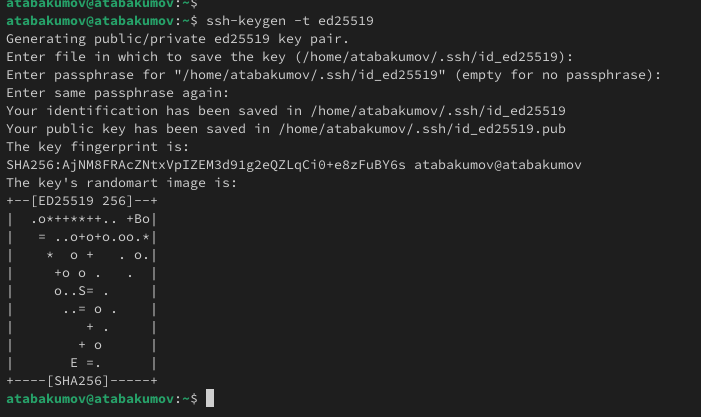 atabakumov@atabakumov:~$
atabakumov@atabakumov:~$ ssh-keygen -t ed25519
Generating public/private ed25519 key pair.
Enter file in which to save the key (/home/atabakumov/.ssh/id_ed25519):
Enter passphrase for "/home/atabakumov/.ssh/id_ed25519" (empty for no passphrase):
Enter same passphrase again:
Your identification has been saved in /home/atabakumov/.ssh/id_ed25519
Your public key has been saved in /home/atabakumov/.ssh/id_ed25519.pub
The key fingerprint is:
SHA256:AjNM8FRAcZNtxVpIZEM3d91g2eQZLqCi0+e8zFuBY6s atabakumov@atabakumov
The key's randomart image is:
+--[ED25519 256]--+
|  .o*++**++.. +Bo|
|   = ..o+o+o.oo.*|
|    *  o +   . o.|
|     +o o .   .  |
|     o..S= .     |
|      ..= o .    |
|         + .     |
|        + o      |
|       E =.      |
+----[SHA256]-----+
atabakumov@atabakumov:~$